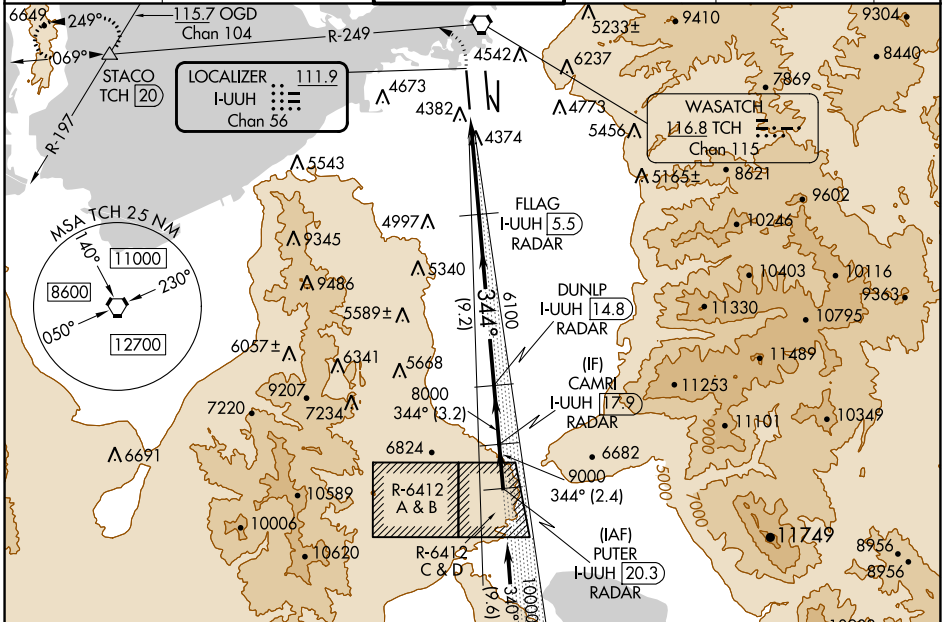 6649
249°
069°
STACO
TCH 20
115.7 OGD
Chan 104
R-249
R-197
LOCALIZER 111.9
I-UUH
Chan 56
4542
5233±
9410
9304
6237
8440
7869
4673
4382
4374
4773
5456
WASATCH
116.8 TCH
Chan 115
5543
5165±
8621
9602
FLLAG
I-UUH 5.5
RADAR
4997
10246
MSA TCH 25 NM
140°
11000
8600
230°
050°
12700
9345
9486
5340
5589±
344°
(9.2)
6100
DUNLP
I-UUH 14.8
RADAR
10403
10116
9363
11330
10795
6057±
6341
5668
11489
9207
7234
7220
8000
344° (3.2)
(IF)
CAMRI
I-UUH 17.9
RADAR
11253
11101
10349
6691
6824
6682
9000
344° (2.4)
5000
7000
R-6412
A & B
10589
10006
10620
R-6412
C & D
(IAF)
PUTER
I-UUH 20.3
RADAR
11749
8956
8956
340°
(9.6)
10000